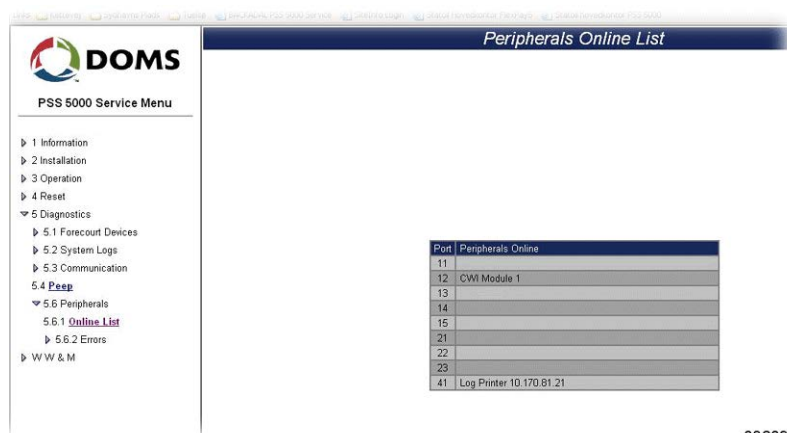 Peripherals Online List
DOMS
PSS 5000 Service Menu
1 Information
2 Installation
3 Operation
4 Reset
5 Diagnostics
5.1 Forecourt Devices
5.2 System Logs
5.3 Communication
5.4 Peep
5.6 Peripherals
5.6.1 Online List
5.6.2 Errors
W W & M
Port Peripherals Online
11
12 CWI Module 1
13
14
15
21
22
23
41 Log Printer 10.170.81.21